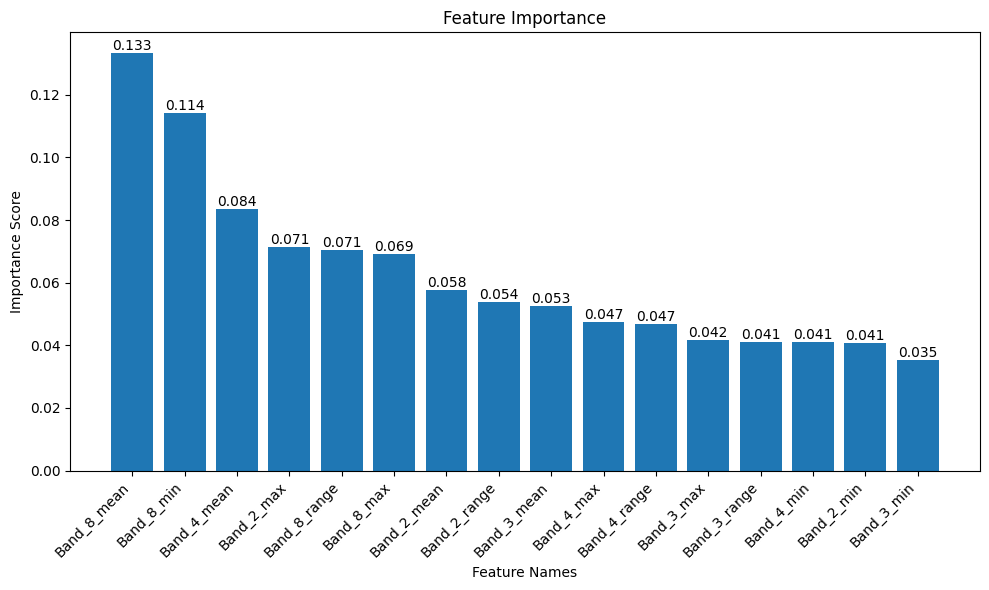 Feature Importance
Importance Score
0.12
0.10
0.08
0.06
0.04
0.02
0.00
0.133
0.114
0.084
0.071
0.071
0.069
0.058
0.054
0.053
0.047
0.047
0.042
0.041
0.041
0.041
0.035
Band_8_mean
Band_8_min
Band_4_mean
Band_2_max
Band_8_range
Band_8_max
Band_2_mean
Band_2_range
Band_3_mean
Band_4_max
Band_4_range
Band_3_max
Band_3_range
Band_4_min
Band_2_min
Band_3_min
Feature Names